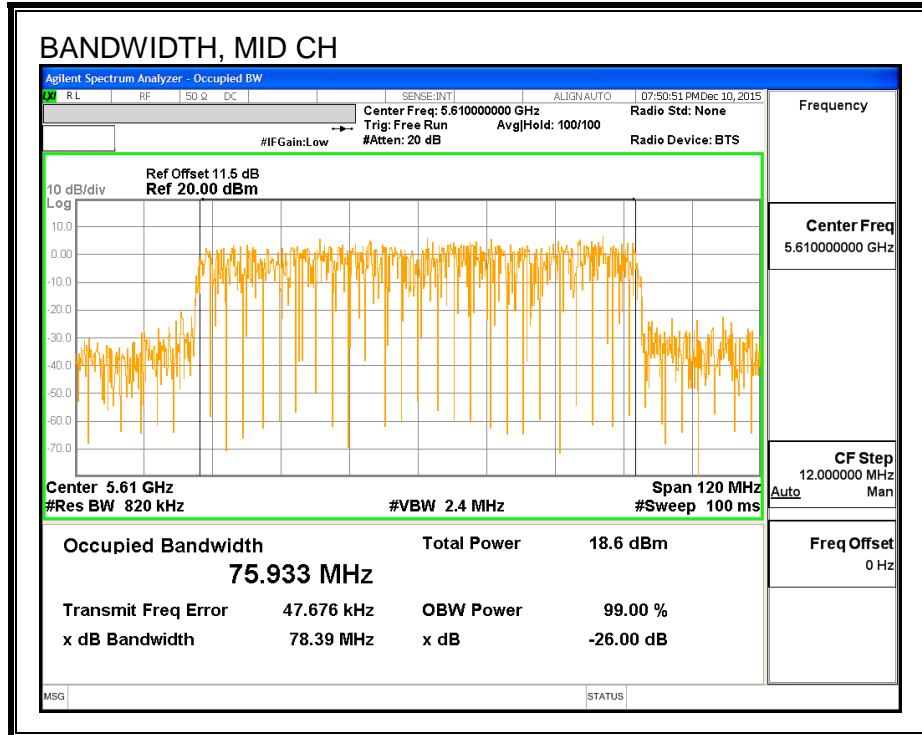 BANDWIDTH, MID CH
Agilent Spectrum Analyzer - Occupied BW
LXI RL RF 50 Ω DC SENSE:INT ALIGNAUTO 07:50:51 PMDec 10, 2015
Center Freq: 5.610000000 GHz Radio Std: None
Trig: Free Run Avg|Hold: 100/100
#IFGain:Low #Atten: 20 dB Radio Device: BTS
Ref Offset 11.5 dB
10 dB/div Ref 20.00 dBm
Log
10.0
0.00
-10.0
-20.0
-30.0
-40.0
-50.0
-60.0
-70.0
Center 5.61 GHz Span 120 MHz
#Res BW 820 kHz #VBW 2.4 MHz #Sweep 100 ms
Occupied Bandwidth Total Power 18.6 dBm
75.933 MHz
Transmit Freq Error 47.676 kHz OBW Power 99.00 %
x dB Bandwidth 78.39 MHz x dB -26.00 dB
MSG STATUS
Frequency
Center Freq
5.610000000 GHz
CF Step
12.000000 MHz
Auto Man
Freq Offset
0 Hz